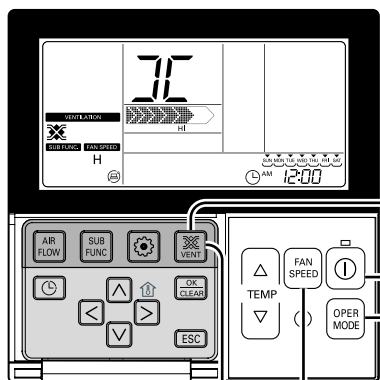 VENTILATION
HI
SUB FUNC. FAN SPEED
H
SUN MON TUE WED THU FRI SAT
AM 12:00
AIR
FLOW
SUB
FUNC
VENT
OK
CLEAR
ESC
TEMP
FAN
SPEED
OPER
MODE